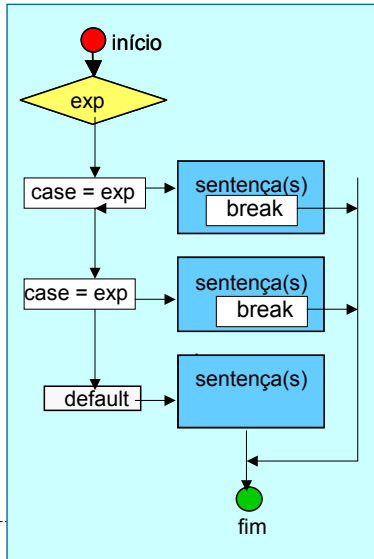 início
exp
case = exp
sentença(s)
break
case = exp
sentença(s)
break
default
sentença(s)
fim